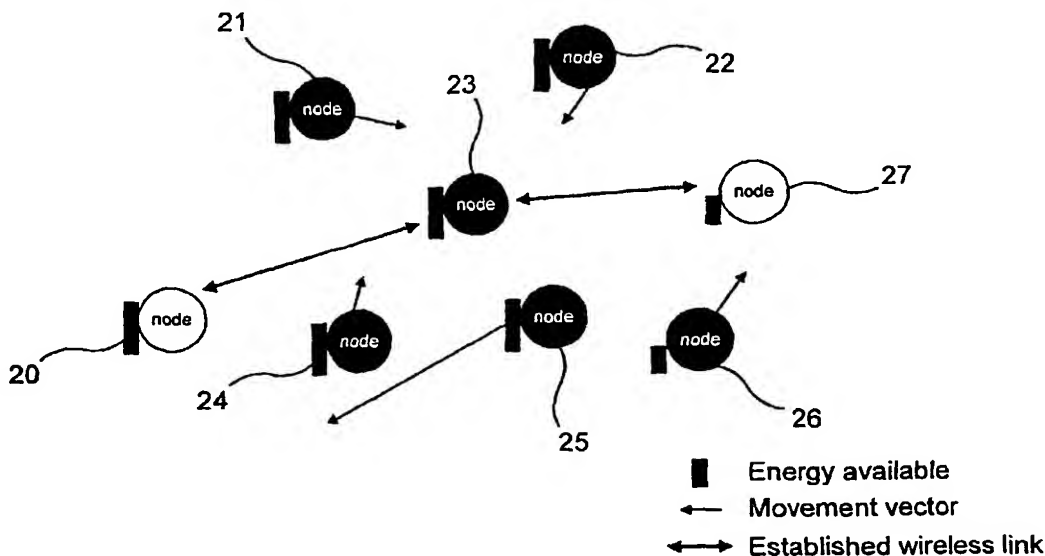 21
node
22
node
23
node
27
node
node
20
node
24
node
25
node
26
Energy available
Movement vector
Established wireless link